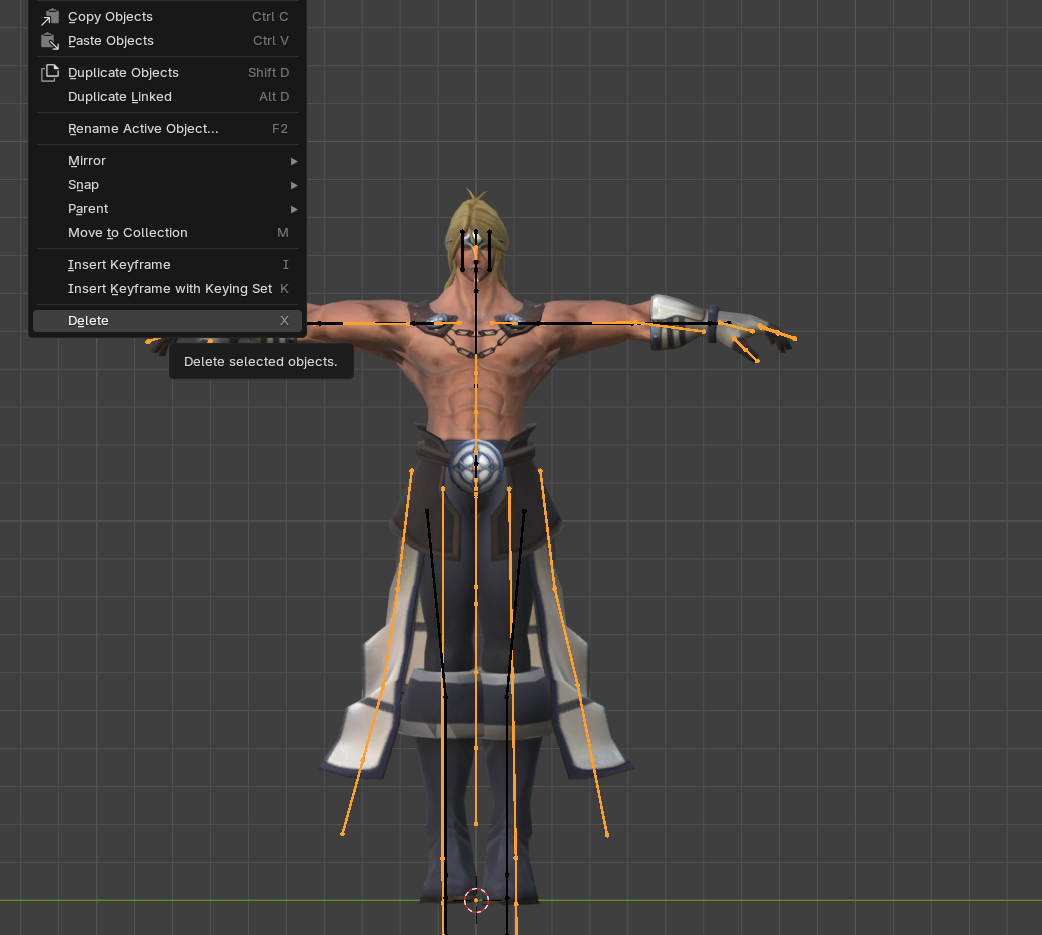 Copy Objects Ctrl C
Paste Objects Ctrl V
Duplicate Objects Shift D
Duplicate Linked Alt D
Rename Active Object... F2
Mirror
Snap
Parent
Move to Collection M
Insert Keyframe I
Insert Keyframe with Keying Set K
Delete X
Delete selected objects.